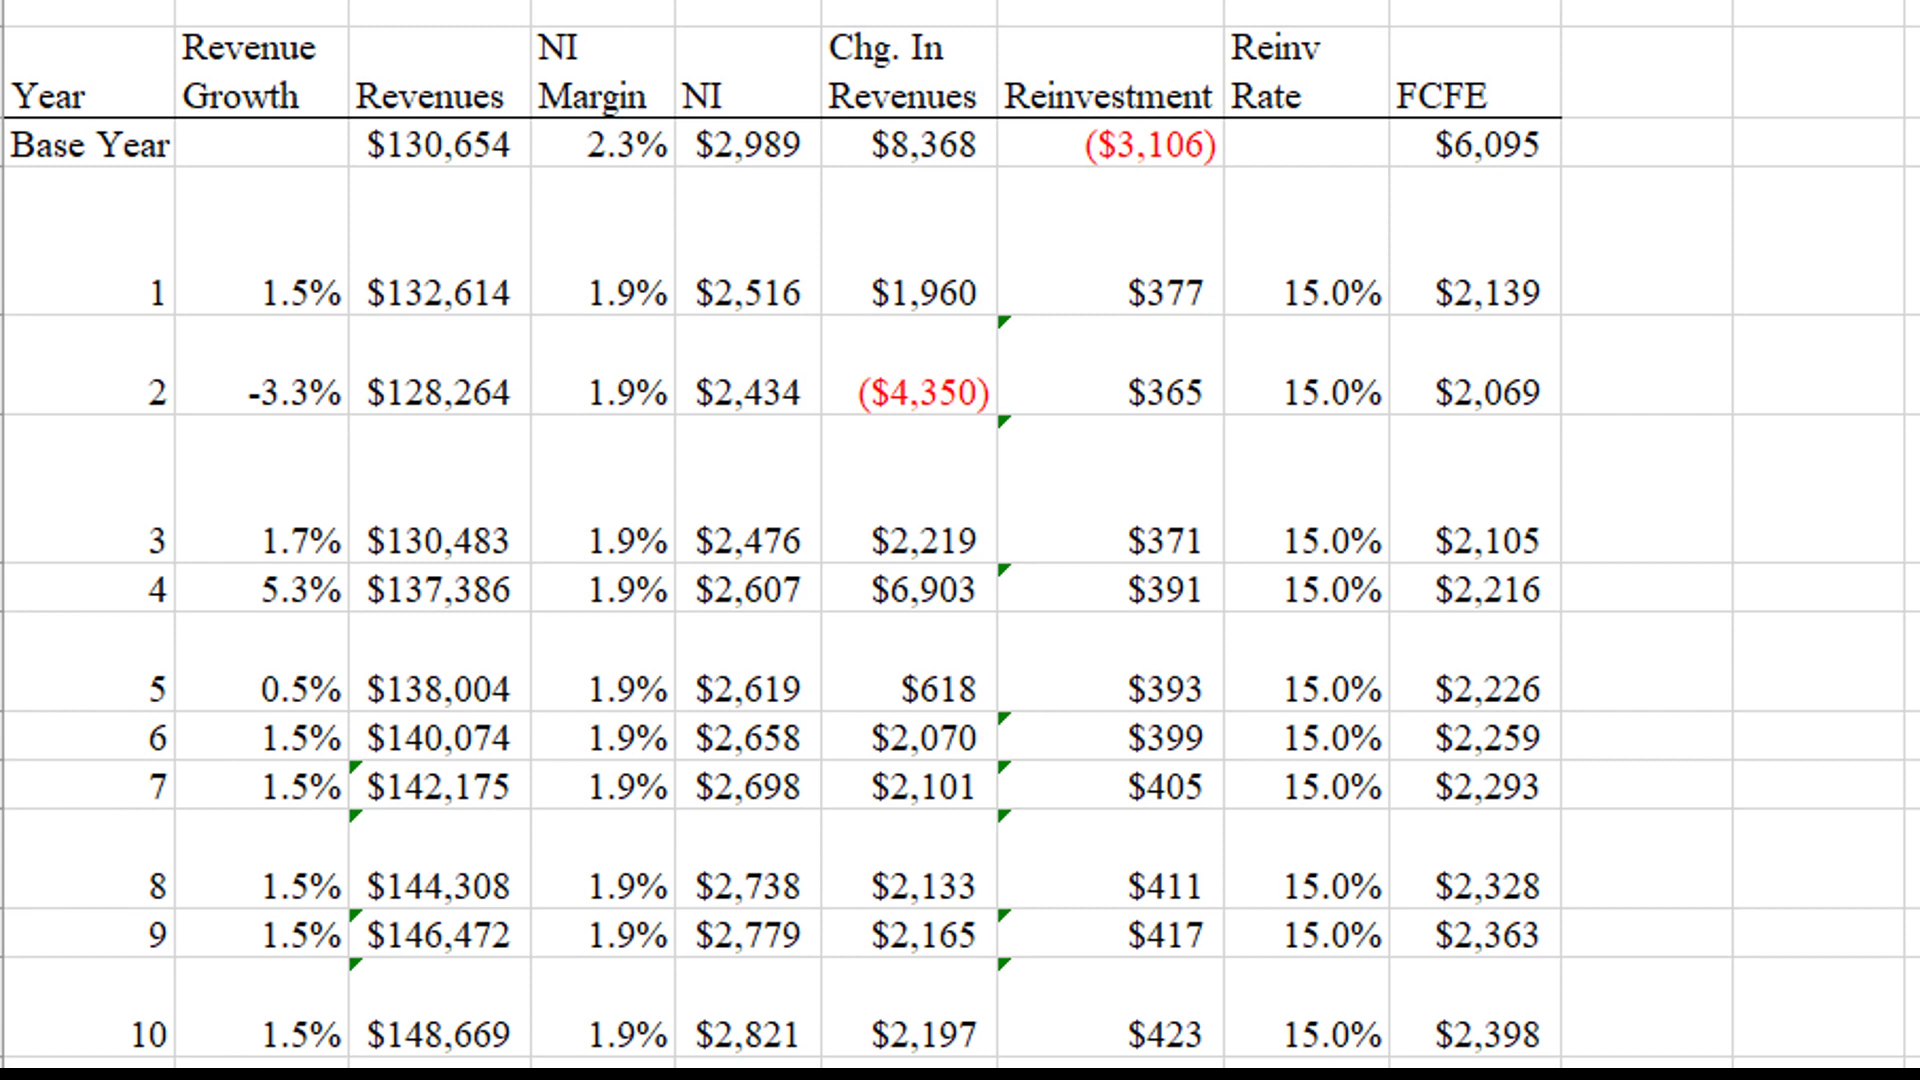 Revenue NI Chg. In Reinv
Year Growth Revenues Margin NI Revenues Reinvestment Rate FCFE
Base Year $130,654 2.3% $2,989 $8,368 ($3,106) $6,095
1 1.5% $132,614 1.9% $2,516 $1,960 $377 15.0% $2,139
2 -3.3% $128,264 1.9% $2,434 ($4,350) $365 15.0% $2,069
3 1.7% $130,483 1.9% $2,476 $2,219 $371 15.0% $2,105
4 5.3% $137,386 1.9% $2,607 $6,903 $391 15.0% $2,216
5 0.5% $138,004 1.9% $2,619 $618 $393 15.0% $2,226
6 1.5% $140,074 1.9% $2,658 $2,070 $399 15.0% $2,259
7 1.5% $142,175 1.9% $2,698 $2,101 $405 15.0% $2,293
8 1.5% $144,308 1.9% $2,738 $2,133 $411 15.0% $2,328
9 1.5% $146,472 1.9% $2,779 $2,165 $417 15.0% $2,363
10 1.5% $148,669 1.9% $2,821 $2,197 $423 15.0% $2,398